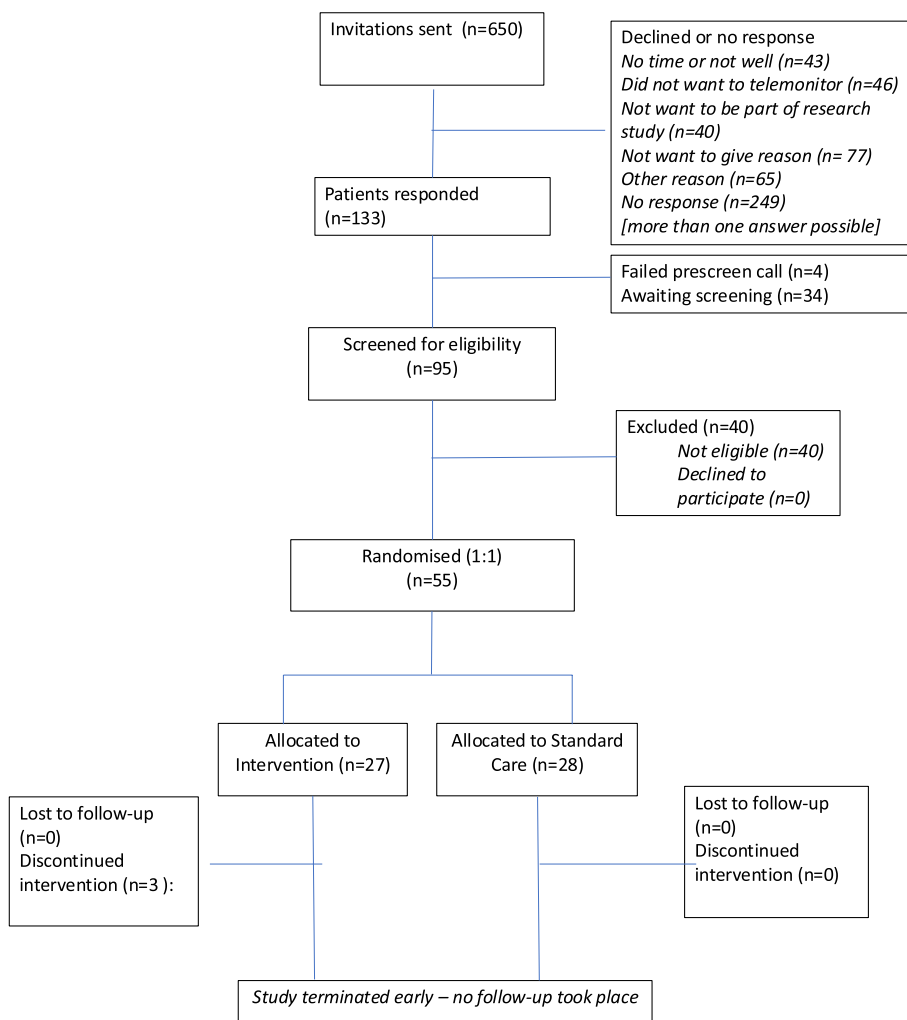 Invitations sent  (n=650)
Declined or no response
No time or not well (n=43)
Did not want to telemonitor (n=46)
Not want to be part of research
study (n=40)
Not want to give reason (n= 77)
Other reason (n=65)
No response (n=249)
[more than one answer possible]
Patients responded
(n=133)
Failed prescreen call (n=4)
Awaiting screening (n=34)
Screened for eligibility
(n=95)
Excluded (n=40)
Not eligible (n=40)
Declined to
participate (n=0)
Randomised (1:1)
(n=55)
Allocated to
Intervention (n=27)
Allocated to Standard
Care (n=28)
Lost to follow-up
(n=0)
Discontinued
intervention (n=3 ):
Lost to follow-up
(n=0)
Discontinued
intervention (n=0)
Study terminated early – no follow-up took place